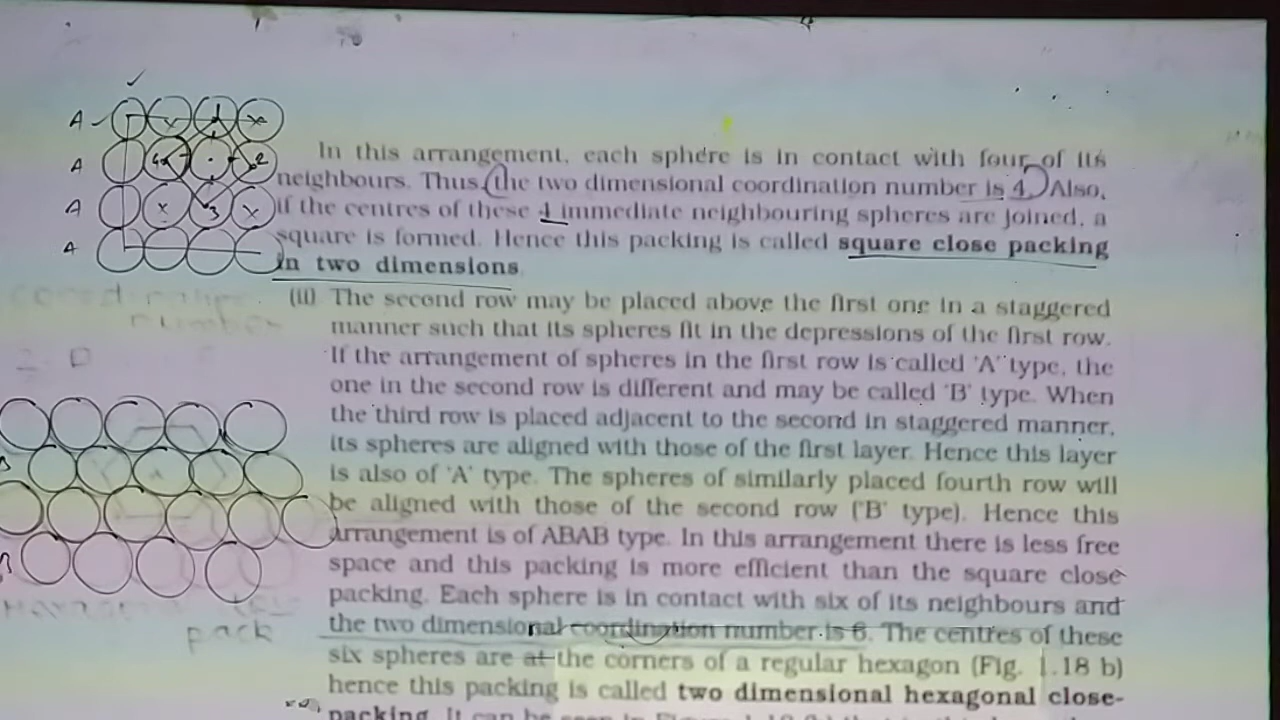 In this arrangement, each sphere is in contact with four of its
neighbours. Thus, the two dimensional coordination number is 4. Also,
if the centres of these 4 immediate neighbouring spheres are joined, a
square is formed. Hence this packing is called square close packing
in two dimensions.
(ii) The second row may be placed above the first one in a staggered
manner such that its spheres fit in the depressions of the first row.
If the arrangement of spheres in the first row is called 'A' type, the
one in the second row is different and may be called 'B' type. When
the third row is placed adjacent to the second in staggered manner,
its spheres are aligned with those of the first layer. Hence this layer
is also of 'A' type. The spheres of similarly placed fourth row will
be aligned with those of the second row ('B' type). Hence this
arrangement is of ABAB type. In this arrangement there is less free
space and this packing is more efficient than the square close
packing. Each sphere is in contact with six of its neighbours and
the two dimensional coordination number is 6. The centres of these
six spheres are at the corners of a regular hexagon (Fig. 1.18 b)
hence this packing is called two dimensional hexagonal close-
packing. It can be seen in Figure
A
A
A
A
2
3
number
2 D
pack